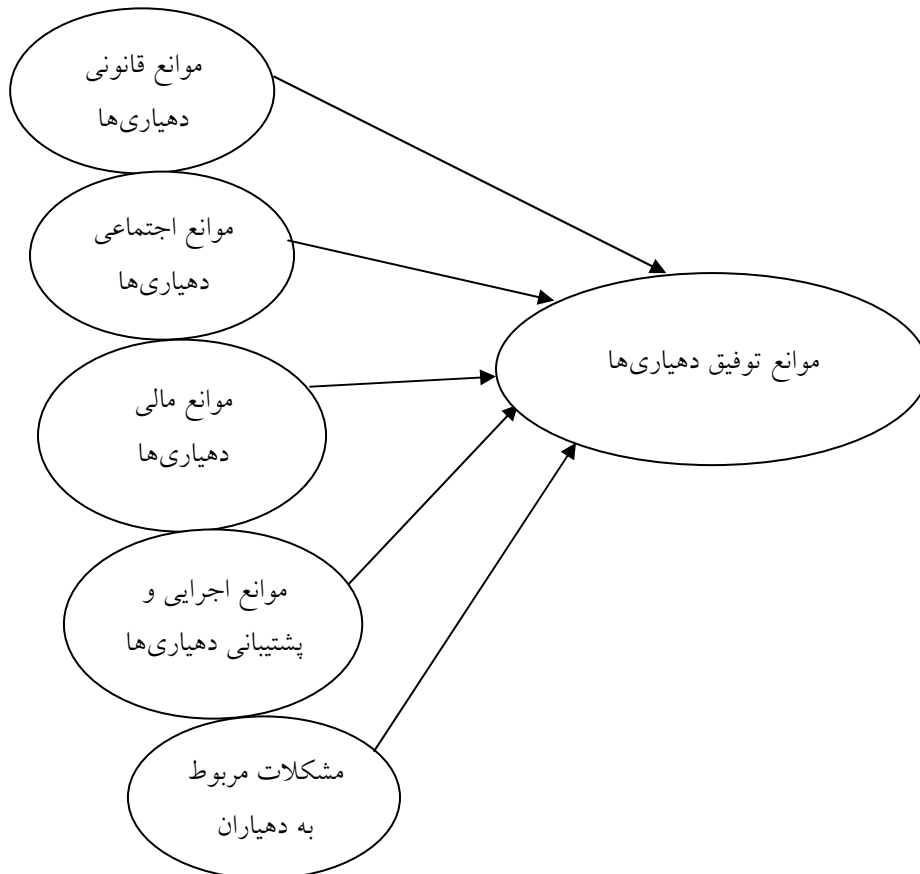 موانع قانونی
دهیاری‌ها
موانع اجتماعی
دهیاری‌ها
موانع توفیق دهیاری‌ها
موانع مالی
دهیاری‌ها
موانع اجرایی و
پشتیبانی دهیاری‌ها
مشکلات مربوط
به دهیاران